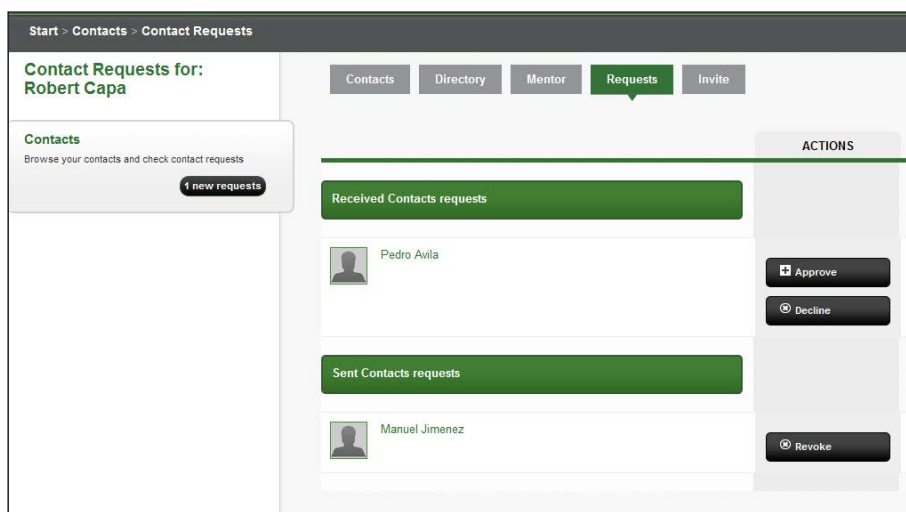 Start > Contacts > Contact Requests
Contact Requests for:
Robert Capa
Contacts
Browse your contacts and check contact requests
1 new requests
Contacts
Directory
Mentor
Requests
Invite
ACTIONS
Received Contacts requests
Pedro Avila
Approve
Decline
Sent Contacts requests
Manuel Jimenez
Revoke